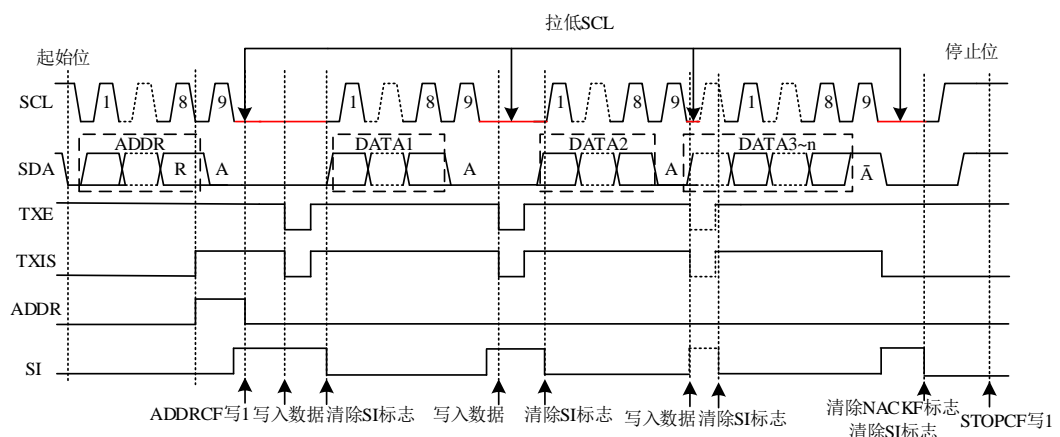 拉低SCL
起始位 停止位
SCL 1 8 9 1 8 9 1 8 9 1 8 9
ADDR DATA1 DATA2 DATA3~n
SDA R A A A Ā
TXE
TXIS
ADDR
SI
ADDRCF写1 写入数据 清除SI标志 写入数据 清除SI标志 写入数据 清除SI标志 清除NACKF标志 STOPCF写1
清除SI标志